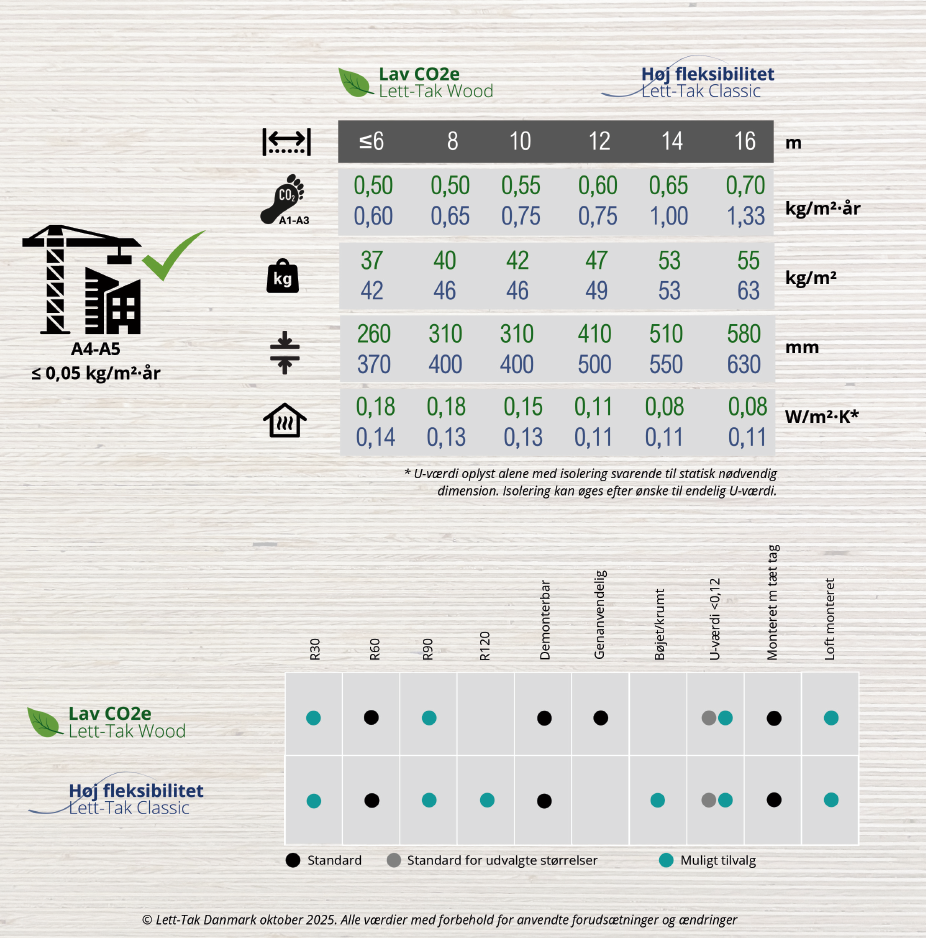 Lav CO2e
Lett-Tak Wood
Høj fleksibilitet
Lett-Tak Classic
≤6 8 10 12 14 16 m
CO₂
A1-A3
0,50 0,50 0,55 0,60 0,65 0,70
0,60 0,65 0,75 0,75 1,00 1,33
kg/m²·år
kg
37 40 42 47 53 55
42 46 46 49 53 63
kg/m²
A4-A5
≤ 0,05 kg/m²·år
260 310 310 410 510 580
370 400 400 500 550 630
mm
0,18 0,18 0,15 0,11 0,08 0,08
0,14 0,13 0,13 0,11 0,11 0,11
W/m²·K*
* U-værdi oplyst alene med isolering svarende til statisk nødvendig
dimension. Isolering kan øges efter ønske til endelig U-værdi.
R30
R60
R90
R120
Demonterbar
Genanvendelig
Bøjet/krumt
U-værdi <0,12
Monteret m tæt tag
Loft monteret
Lav CO2e
Lett-Tak Wood
Høj fleksibilitet
Lett-Tak Classic
Standard Standard for udvalgte størrelser Muligt tilvalg
© Lett-Tak Danmark oktober 2025. Alle værdier med forbehold for anvendte forudsætninger og ændringer